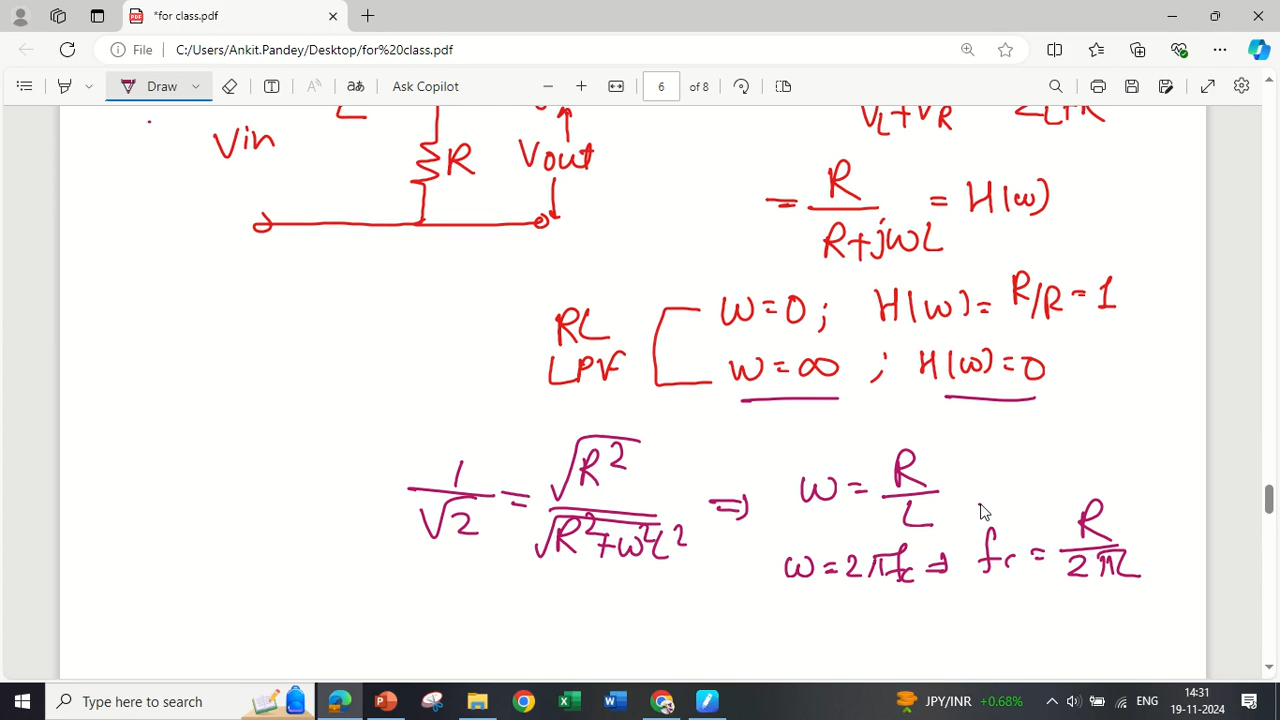 *for class.pdf
File C:/Users/Ankit.Pandey/Desktop/for%20class.pdf
Draw Ask Copilot 6 of 8
L
Vin
R
Vout
VL+VR ZL+R
= R / R+jωL = H(ω)
RL
LPF
ω=0; H(ω)= R/R=1
ω=∞ ; H(ω)=0
1/√2 = √R² / √R²+ω²L² ⇒ ω = R/L
ω=2πfc ⇒ fc = R/2πL
Type here to search
JPY/INR +0.68%
ENG
14:31
19-11-2024